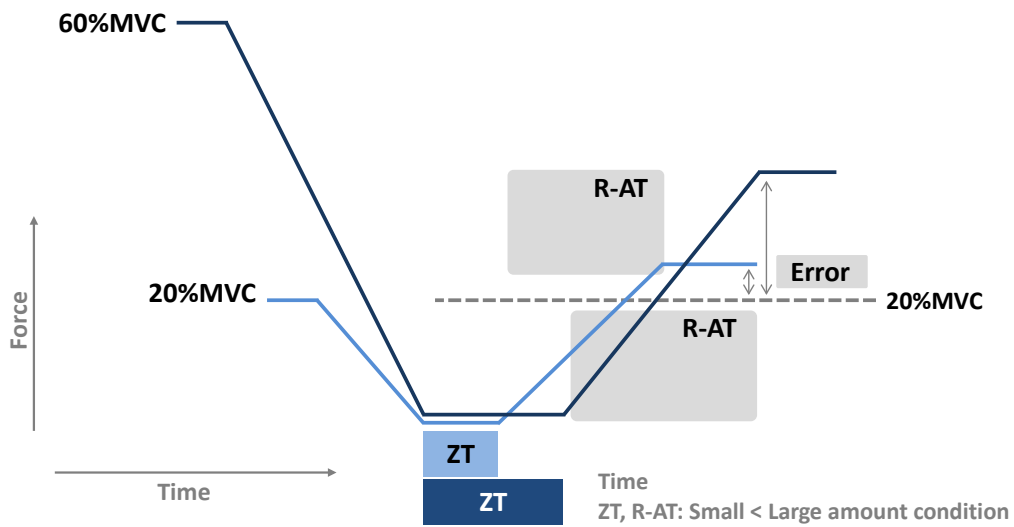 60%MVC
R-AT
Error
20%MVC
20%MVC
R-AT
Force
ZT
Time
ZT
Time
ZT, R-AT: Small < Large amount condition